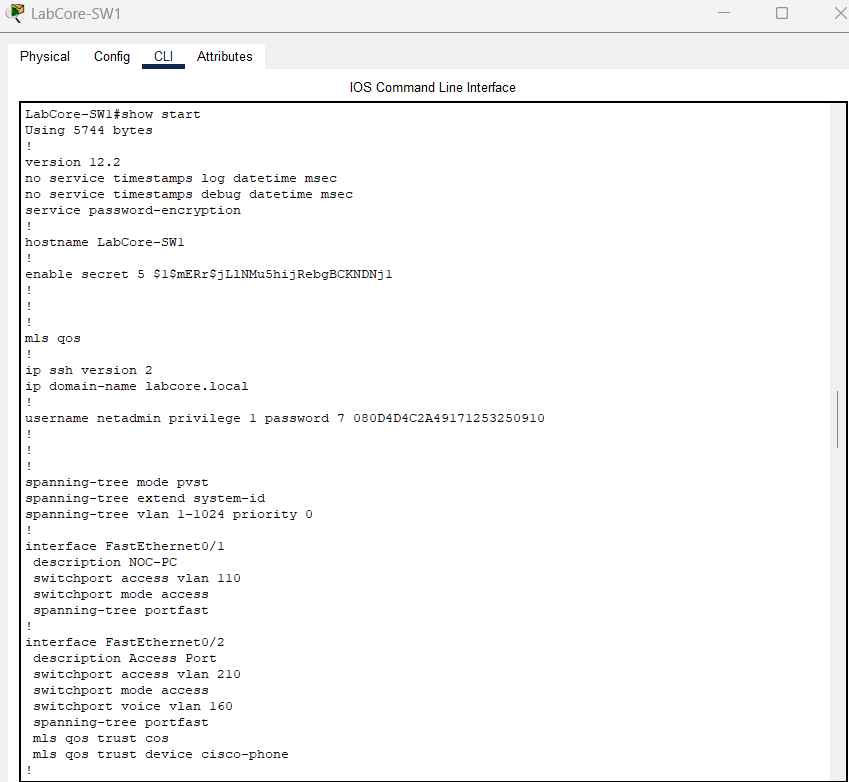 LabCore-SW1
Physical Config CLI Attributes
IOS Command Line Interface
LabCore-SW1#show start
Using 5744 bytes
!
version 12.2
no service timestamps log datetime msec
no service timestamps debug datetime msec
service password-encryption
!
hostname LabCore-SW1
!
enable secret 5 $1$mERr$jLlNMu5hijRebgBCKNDNj1
!
!
!
mls qos
!
ip ssh version 2
ip domain-name labcore.local
!
username netadmin privilege 1 password 7 080D4D4C2A49171253250910
!
!
!
spanning-tree mode pvst
spanning-tree extend system-id
spanning-tree vlan 1-1024 priority 0
!
interface FastEthernet0/1
 description NOC-PC
 switchport access vlan 110
 switchport mode access
 spanning-tree portfast
!
interface FastEthernet0/2
 description Access Port
 switchport access vlan 210
 switchport mode access
 switchport voice vlan 160
 spanning-tree portfast
 mls qos trust cos
 mls qos trust device cisco-phone
!